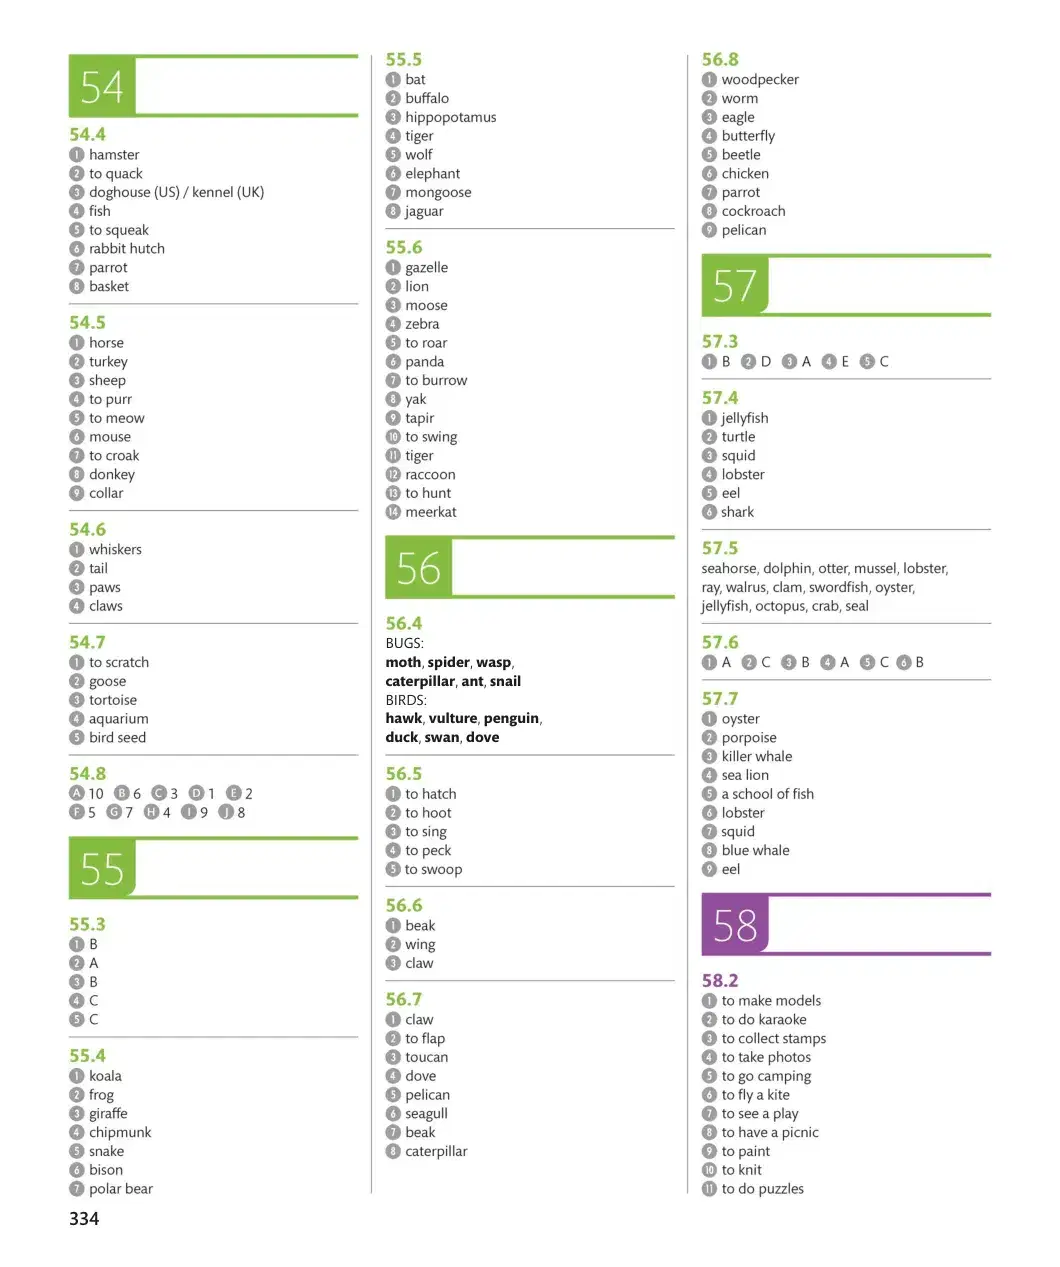 54
54.4
1 hamster
2 to quack
3 doghouse (US) / kennel (UK)
4 fish
5 to squeak
6 rabbit hutch
7 parrot
8 basket
54.5
1 horse
2 turkey
3 sheep
4 to purr
5 to meow
6 mouse
7 to croak
8 donkey
9 collar
54.6
1 whiskers
2 tail
3 paws
4 claws
54.7
1 to scratch
2 goose
3 tortoise
4 aquarium
5 bird seed
54.8
A 10 B 6 C 3 D 1 E 2
F 5 G 7 H 4 I 9 J 8
55
55.3
1 B
2 A
3 B
4 C
5 C
55.4
1 koala
2 frog
3 giraffe
4 chipmunk
5 snake
6 bison
7 polar bear
55.5
1 bat
2 buffalo
3 hippopotamus
4 tiger
5 wolf
6 elephant
7 mongoose
8 jaguar
55.6
1 gazelle
2 lion
3 moose
4 zebra
5 to roar
6 panda
7 to burrow
8 yak
9 tapir
10 to swing
11 tiger
12 raccoon
13 to hunt
14 meerkat
56
56.4
BUGS:
moth, spider, wasp,
caterpillar, ant, snail
BIRDS:
hawk, vulture, penguin,
duck, swan, dove
56.5
1 to hatch
2 to hoot
3 to sing
4 to peck
5 to swoop
56.6
1 beak
2 wing
3 claw
56.7
1 claw
2 to flap
3 toucan
4 dove
5 pelican
6 seagull
7 beak
8 caterpillar
56.8
1 woodpecker
2 worm
3 eagle
4 butterfly
5 beetle
6 chicken
7 parrot
8 cockroach
9 pelican
57
57.3
1 B 2 D 3 A 4 E 5 C
57.4
1 jellyfish
2 turtle
3 squid
4 lobster
5 eel
6 shark
57.5
seahorse, dolphin, otter, mussel, lobster,
ray, walrus, clam, swordfish, oyster,
jellyfish, octopus, crab, seal
57.6
1 A 2 C 3 B 4 A 5 C 6 B
57.7
1 oyster
2 porpoise
3 killer whale
4 sea lion
5 a school of fish
6 lobster
7 squid
8 blue whale
9 eel
58
58.2
1 to make models
2 to do karaoke
3 to collect stamps
4 to take photos
5 to go camping
6 to fly a kite
7 to see a play
8 to have a picnic
9 to paint
10 to knit
11 to do puzzles
334